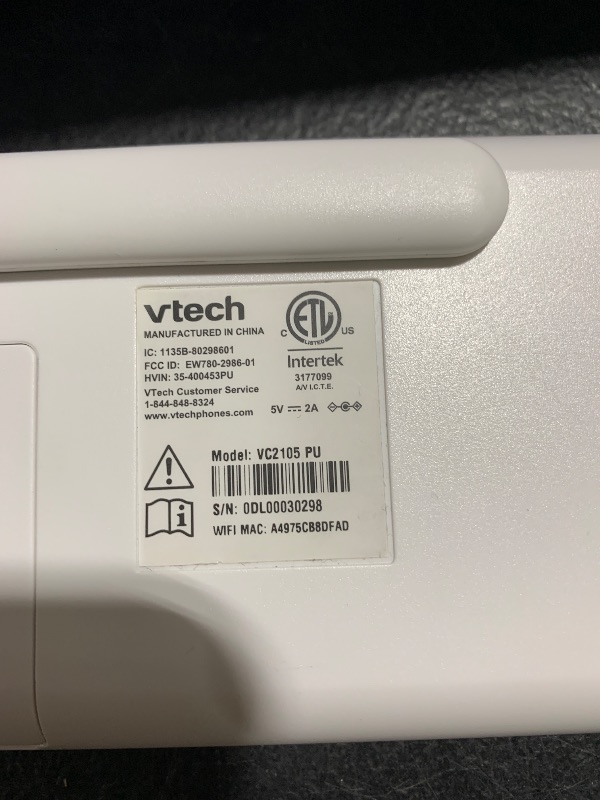 vtech
MANUFACTURED IN CHINA
IC: 1135B-80298601
FCC ID: EW780-2986-01
HVIN: 35-400453PU
VTech Customer Service
1-844-848-8324
www.vtechphones.com
C ETL US
LISTED
Intertek
3177099
A/V I.C.T.E.
5V 2A
Model: VC2105 PU
S/N: 0DL00030298
WIFI MAC: A4975CB8DFAD